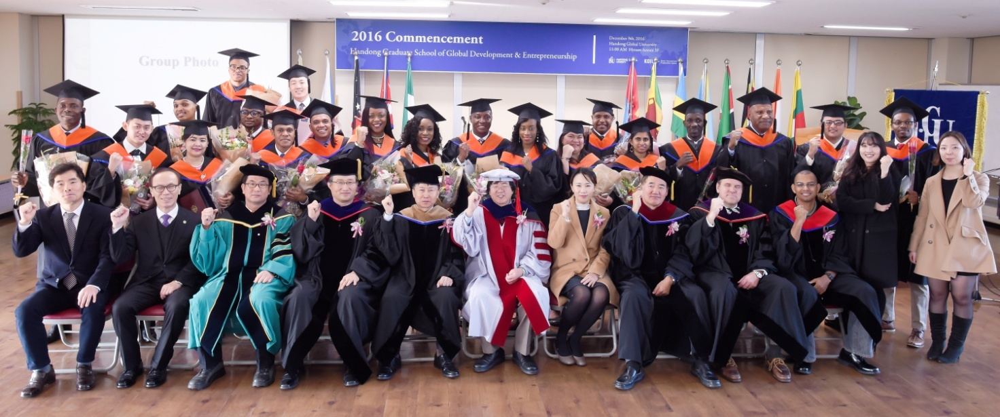 Group Photo
2016 Commencement
Handong Graduate School of Global Development & Entrepreneurship
December 9th, 2016
Handong Global University
11:00 AM
HGU